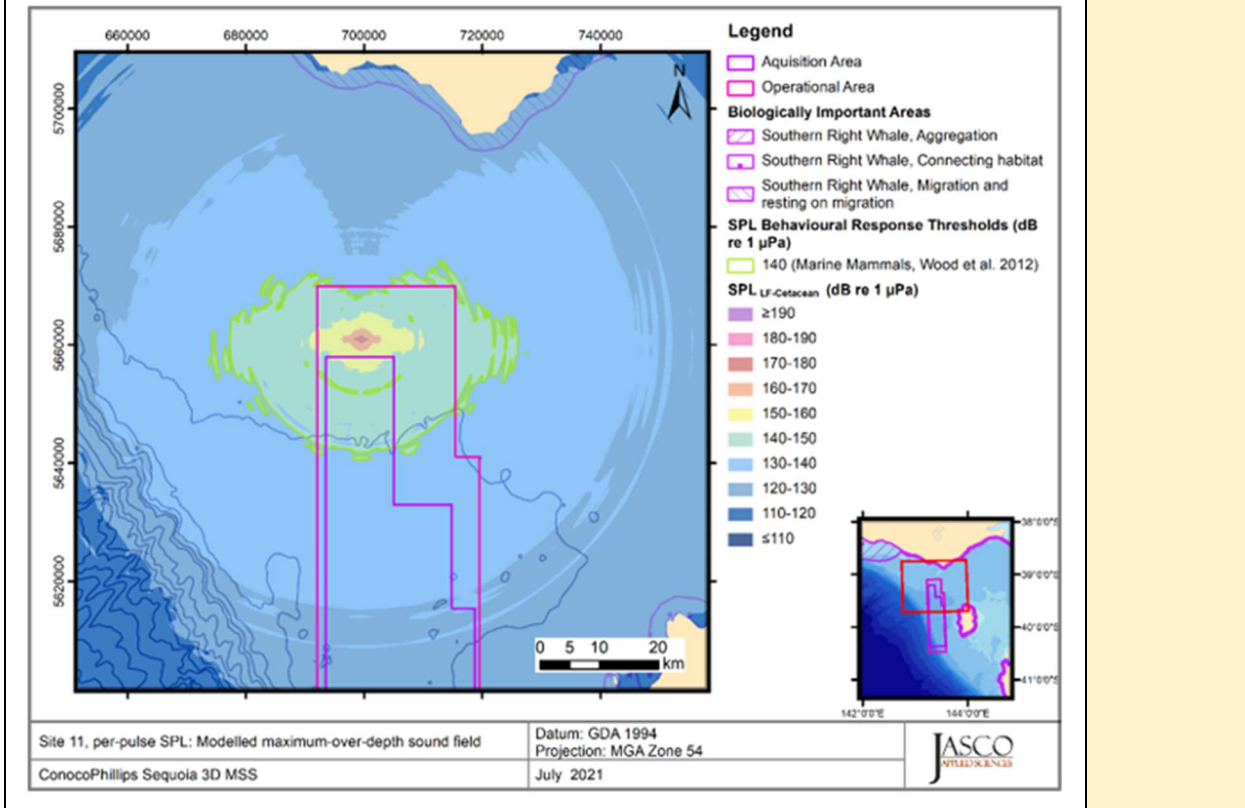 660000 680000 700000 720000 740000
5700000
5680000
5660000
5640000
5620000
N
0 5 10 20
km
Legend
Aquisition Area
Operational Area
Biologically Important Areas
Southern Right Whale, Aggregation
Southern Right Whale, Connecting habitat
Southern Right Whale, Migration and
resting on migration
SPL Behavioural Response Thresholds (dB
re 1 µPa)
140 (Marine Mammals, Wood et al. 2012)
SPL LF-Cetacean (dB re 1 µPa)
≥190
180-190
170-180
160-170
150-160
140-150
130-140
120-130
110-120
≤110
38°0'0"S
39°0'0"S
40°0'0"S
41°0'0"S
142°0'0"E 144°0'0"E
Site 11, per-pulse SPL: Modelled maximum-over-depth sound field
ConocoPhillips Sequoia 3D MSS
Datum: GDA 1994
Projection: MGA Zone 54
July 2021
JASCO
APPLIED SCIENCES